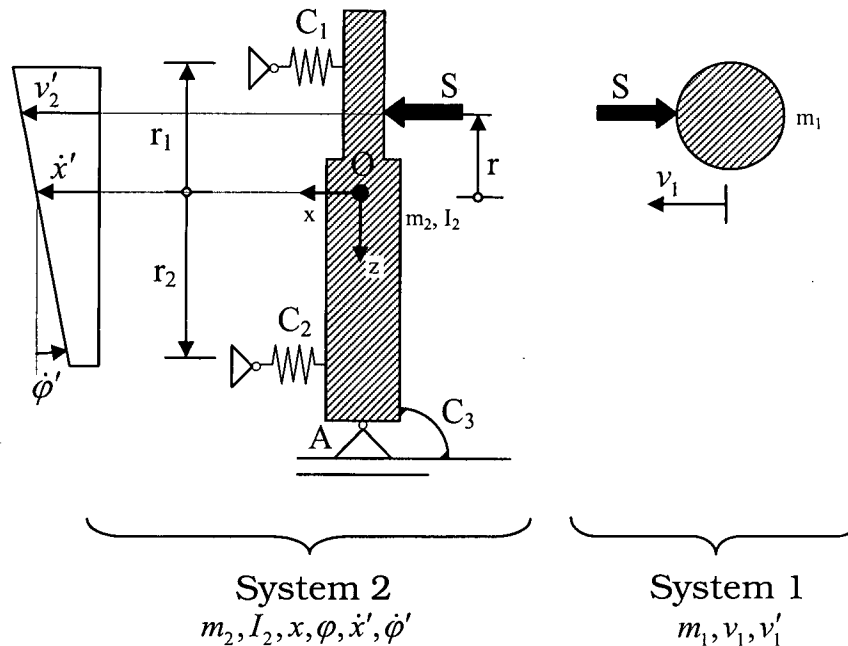 C₁
v₂′
S
S
r₁
m₁
ẋ′
O
r
v₁
x
m₂, I₂
r₂
z
C₂
φ̇′
C₃
A
System 2
m₂, I₂, x, φ, ẋ′, φ̇′
System 1
m₁, v₁, v₁′